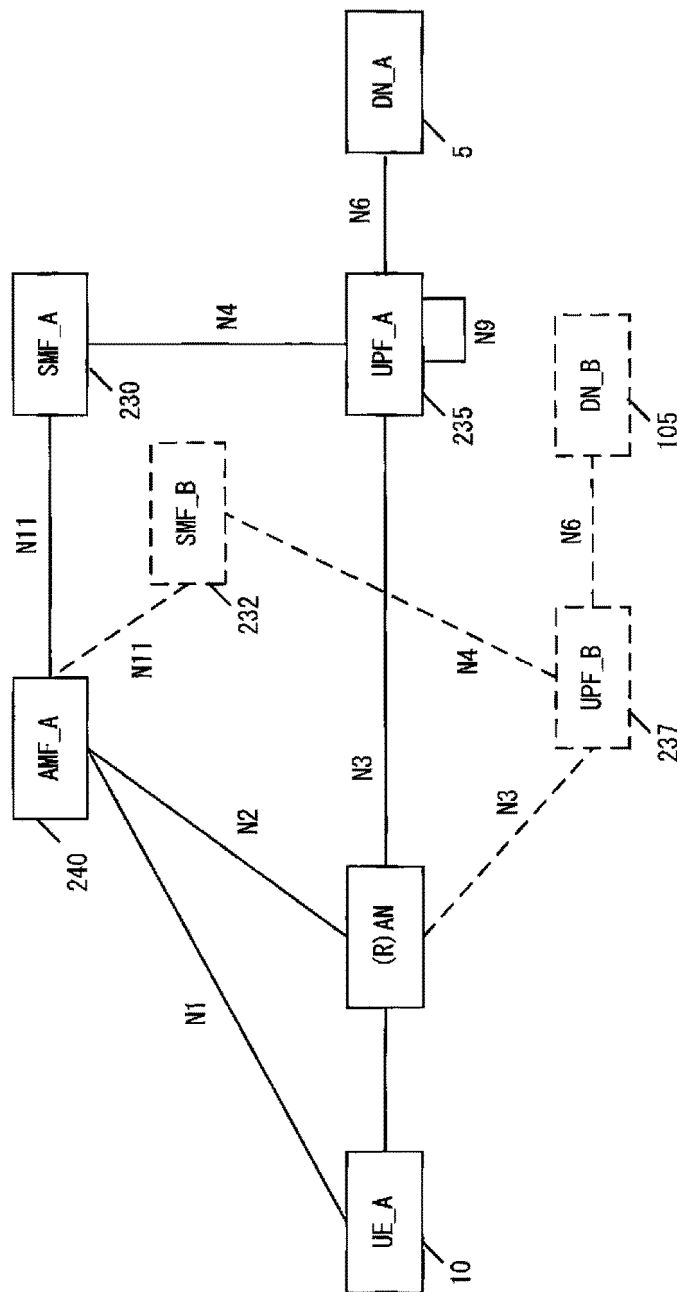 AMF_A
240
N11
SMF_A
230
N11
SMF_B
232
N1
N2
N4
N4
UE_A
10
(R)AN
N3
UPF_A
235
N9
N6
DN_A
5
N3
UPF_B
237
N6
DN_B
105